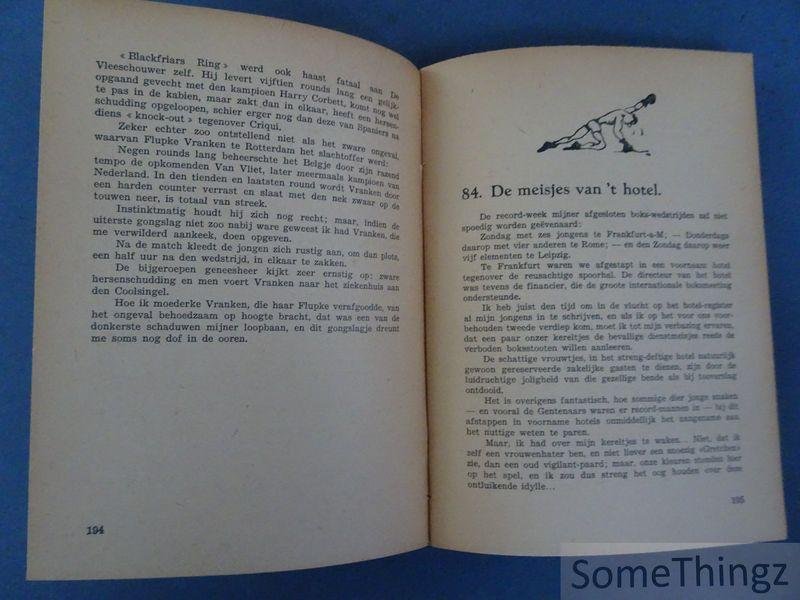 « Blackfriars Ring » werd ook haast fataal aan De
Vleeschouwer zelf. Hij levert vijftien rounds lang een gelijk-
opgaand gevecht met den kampioen Harry Corbett, komt nog wel
te pas in de kabien, maar zakt dan in elkaar, heeft een hersen-
schudding opgeloopen, schier erger nog dan deze van Spaniers na
diens « knock-out » tegenover Criqui.
Zeker echter zoo ontstellend niet als het zware ongeval,
waarvan Flupke Vranken te Rotterdam het slachtoffer werd:
Negen rounds lang beheerschte het Belgje door zijn razend
tempo de opkomenden Van Vliet, later meermaals kampioen van
Nederland. In den tienden en laatsten round wordt Vranken door
een harden counter verrast en slaat met den nek zwaar op de
touwen neer, is totaal van streek.
Instinktmatig houdt hij zich nog recht; maar, indien de
uiterste gongslag niet zoo nabij ware geweest ik had Vranken, die
me verwilderd aankeek, doen opgeven.
Na de match kleedt de jongen zich rustig aan, om dan plots,
een half uur na den wedstrijd, in elkaar te zakken.
De bijgeroepen geneesheer kijkt zeer ernstig op: zware
hersenschudding en men voert Vranken naar het ziekenhuis aan
den Coolsingel.
Hoe ik moederke Vranken, die haar Flupke verafgoodde, van
het ongeval behoedzaam op hoogte bracht, dat was een van de
donkerste schaduwen mijner loopbaan, en dit gongslagje dreunt
me soms nog dof in de ooren.
194
84. De meisjes van 't hotel.
De record-week mijner afgesloten boks-wedstrijden zal niet
spoedig worden geëvenaard:
Zondag met zes jongens te Frankfurt-a-M; — Donderdags
daarop met vier anderen te Rome; — en den Zondag daarop weer
vijf elementen te Leipzig.
Te Frankfurt waren we afgestapt in een voornaam hotel
tegenover de reusachtige spoorhal. De directeur van het hotel
was tevens de financier, die de groote internationale boksmeeting
ondersteunde.
Ik heb juist den tijd om in de vlucht op het hotel-register
al mijn jongens in te schrijven, en als ik op het voor ons voor-
behouden tweede verdiep kom, moet ik tot mijn verbazing ervaren,
dat een paar onzer kereltjes de bevallige dienstmeisjes reeds de
verboden boksstooten willen aanleeren.
De schattige vrouwtjes, in het streng-deftige hotel natuurlijk
gewoon gereserveerde zakelijke gasten te dienen, zijn door de
luidruchtige joligheid van die gezellige bende als bij tooverslag
ontdooid.
Het is overigens fantastisch, hoe sommige dier jonge snaken
— en vooral de Gentenaars waren er record-mannen in — bij dit
afstappen in voorname hotels onmiddellijk het aangename aan
het nuttige weten te paren.
Maar, ik had over mijn kereltjes te waken... Niet, dat ik
zelf een vrouwenhater ben, en niet liever een snoezig «Gretchen»
zie, dan een oud vigilant-paard; maar, onze kleuren stonden hier
op het spel, en ik zou dus streng het oog houden over deze
ontluikende idylle...
195
SomeThingz